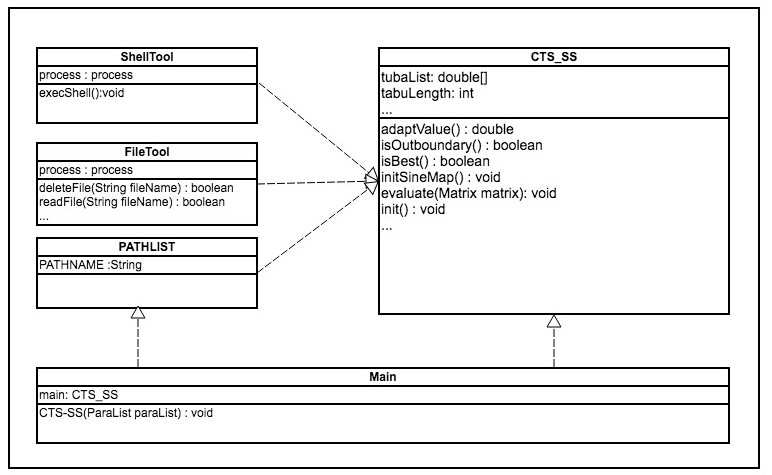 ShellTool
process : process
execShell():void
FileTool
process : process
deleteFile(String fileName) : boolean
readFile(String fileName) : boolean
...
PATHLIST
PATHNAME :String
CTS_SS
tubaList: double[]
tabuLength: int
...
adaptValue() : double
isOutboundary() : boolean
isBest() : boolean
initSineMap() : void
evaluate(Matrix matrix): void
init() : void
...
Main
main: CTS_SS
CTS-SS(ParaList paraList) : void